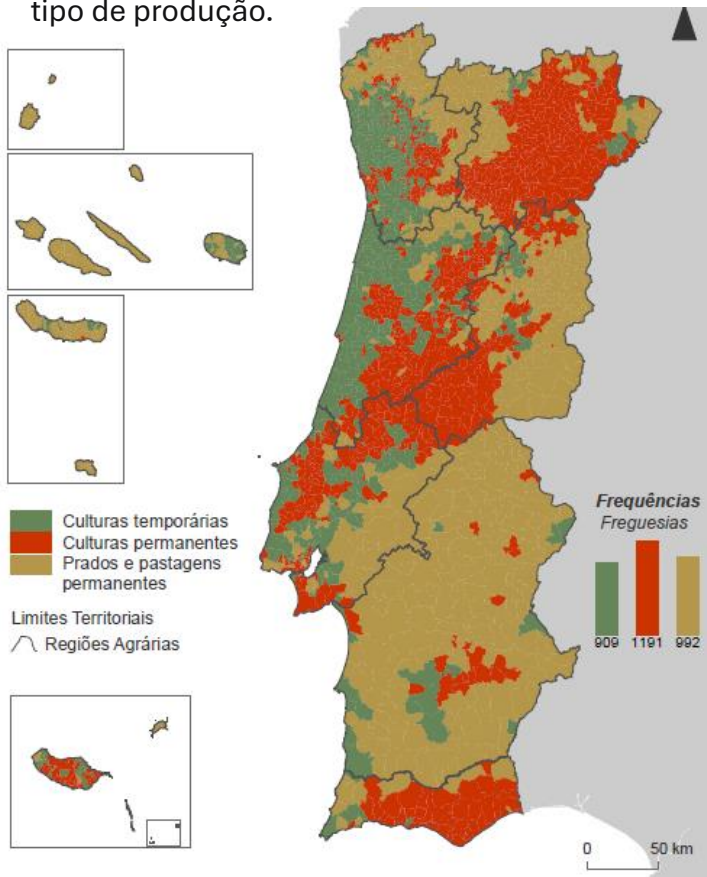 tipo de produção.
Culturas temporárias
Culturas permanentes
Prados e pastagens
permanentes
Limites Territoriais
Regiões Agrárias
Frequências
Freguesias
909 1191 992
0 50 km